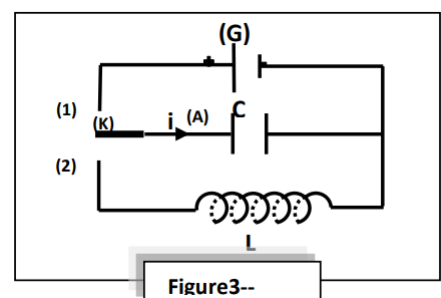 (G)
+ -
(1) (K) i (A) C
(2)
L
Figure3--